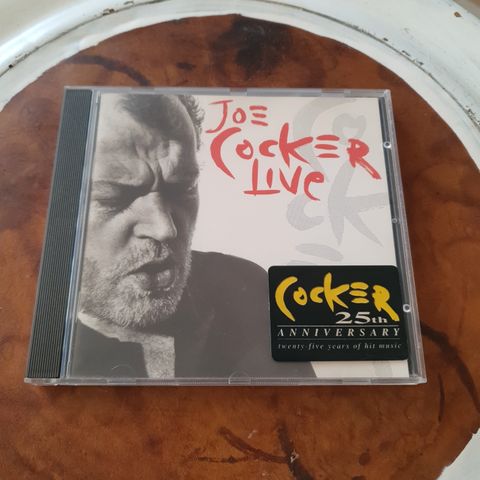 JOE
COCKER
LIVE
COCKER
25th
ANNIVERSARY
twenty-five years of hit music